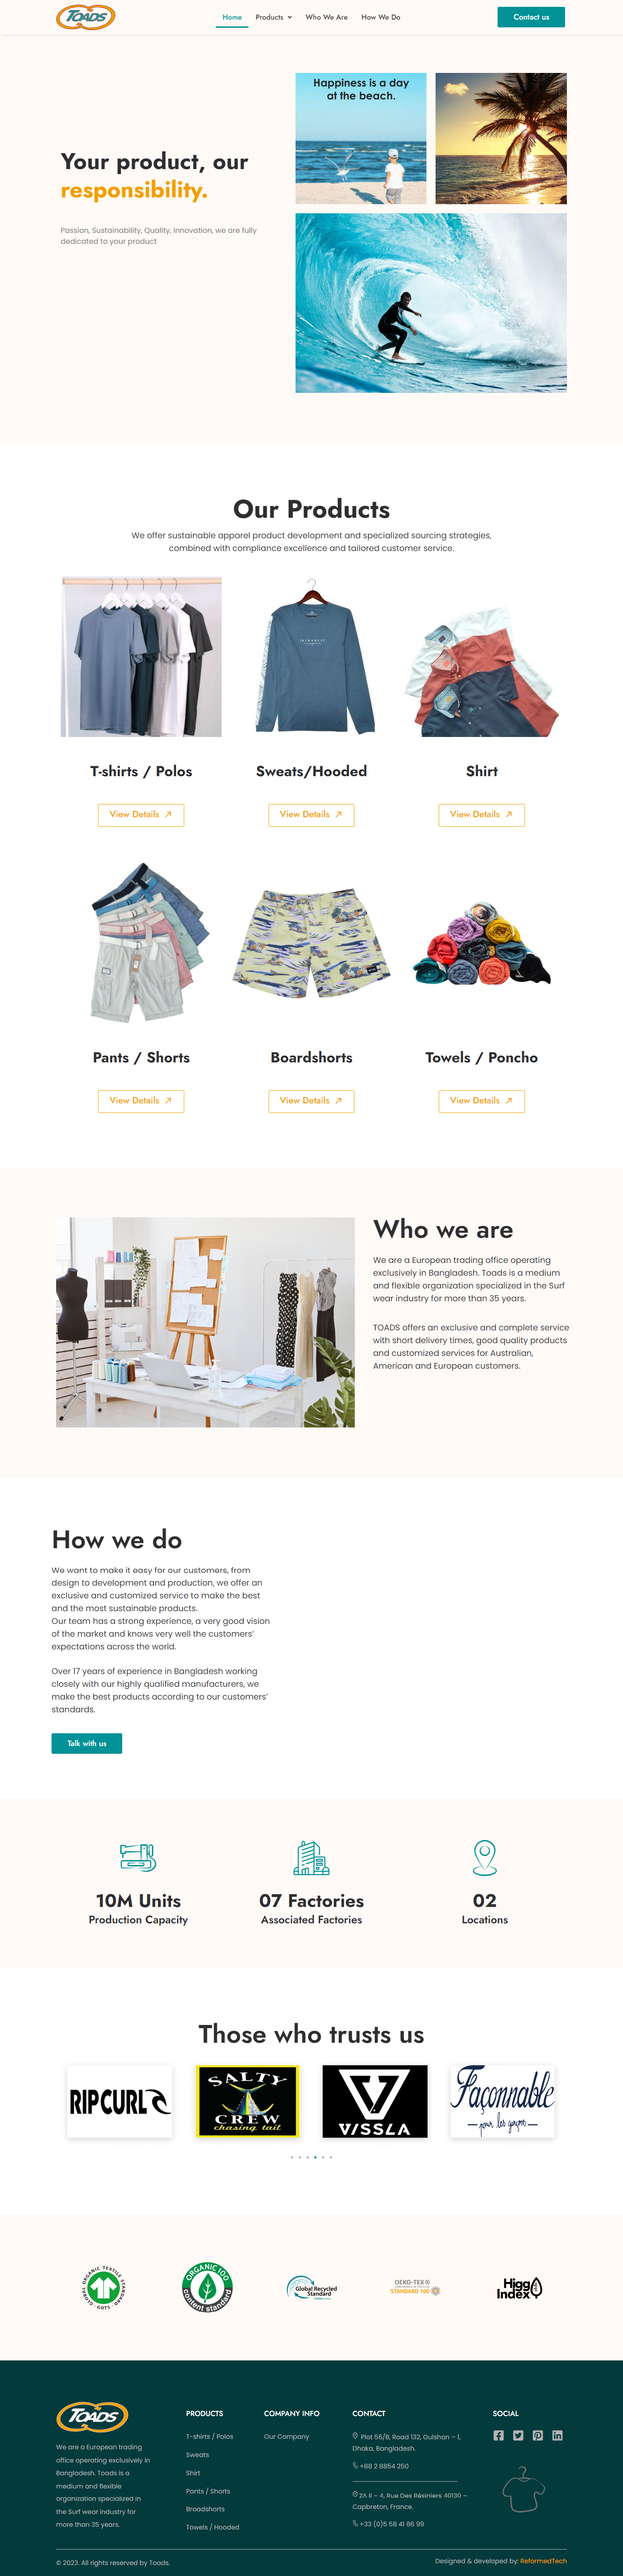 TOADS
Home
Products
Who We Are
How We Do
Contact us
Happiness is a day
at the beach.
Your product, our
responsibility.
Passion, Sustainability, Quality, Innovation, we are fully
dedicated to your product
Our Products
We offer sustainable apparel product development and specialized sourcing strategies,
combined with compliance excellence and tailored customer service.
T-shirts / Polos
Sweats/Hooded
Shirt
View Details
View Details
View Details
Pants / Shorts
Boardshorts
Towels / Poncho
View Details
View Details
View Details
Who we are
We are a European trading office operating
exclusively in Bangladesh. Toads is a medium
and flexible organization specialized in the Surf
wear industry for more than 35 years.
TOADS offers an exclusive and complete service
with short delivery times, good quality products
and customized services for Australian,
American and European customers.
How we do
We want to make it easy for our customers, from
design to development and production, we offer an
exclusive and customized service to make the best
and the most sustainable products.
Our team has a strong experience, a very good vision
of the market and knows very well the customers'
expectations across the world.
Over 17 years of experience in Bangladesh working
closely with our highly qualified manufacturers, we
make the best products according to our customers'
standards.
Talk with us
10M Units
Production Capacity
07 Factories
Associated Factories
02
Locations
Those who trusts us
RIP CURL
SALTY
CREW
chasing tail
VISSLA
Façonnable
pour les garçons
GLOBAL ORGANIC TEXTILE STANDARD
· GOTS ·
ORGANIC 100
content standard
Global Recycled
Standard
OEKO-TEX®
STANDARD 100
Higg
Index
TOADS
We are a European trading
office operating exclusively in
Bangladesh. Toads is a
medium and flexible
organization specialized in
the Surf wear industry for
more than 35 years.
PRODUCTS
T-shirts / Polos
Sweats
Shirt
Pants / Shorts
Broadshorts
Towels / Hooded
COMPANY INFO
Our Company
CONTACT
Plot 56/B, Road 132, Gulshan – 1,
Dhaka, Bangladesh.
+88 2 8854 250
ZA II – 4, Rue Des Résiniers 40130 –
Capbreton, France.
+33 (0)5 58 41 86 99
SOCIAL
© 2023. All rights reserved by Toads.
Designed & developed by: ReformedTech